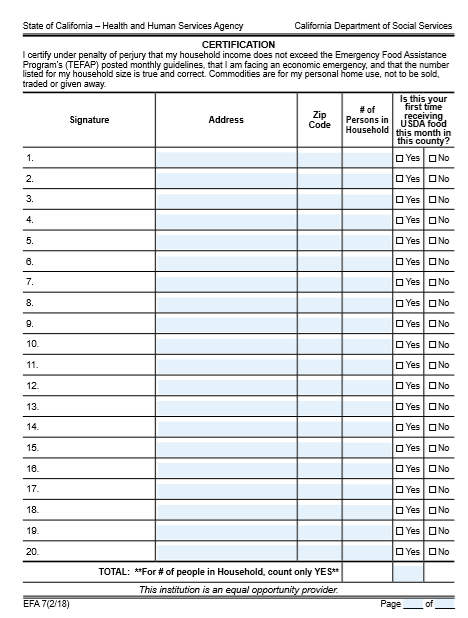 State of California – Health and Human Services Agency California Department of Social Services
CERTIFICATION
I certify under penalty of perjury that my household income does not exceed the Emergency Food Assistance
Program's (TEFAP) posted monthly guidelines, that I am facing an economic emergency, and that the number
listed for my household size is true and correct. Commodities are for my personal home use, not to be sold,
traded or given away.
Signature
Address
Zip
Code
# of
Persons in
Household
Is this your
first time
receiving
USDA food
this month in
this county?
1. Yes No
2. Yes No
3. Yes No
4. Yes No
5. Yes No
6. Yes No
7. Yes No
8. Yes No
9. Yes No
10. Yes No
11. Yes No
12. Yes No
13. Yes No
14. Yes No
15. Yes No
16. Yes No
17. Yes No
18. Yes No
19. Yes No
20. Yes No
TOTAL: **For # of people in Household, count only YES**
This institution is an equal opportunity provider.
EFA 7(2/18) Page ___ of ___